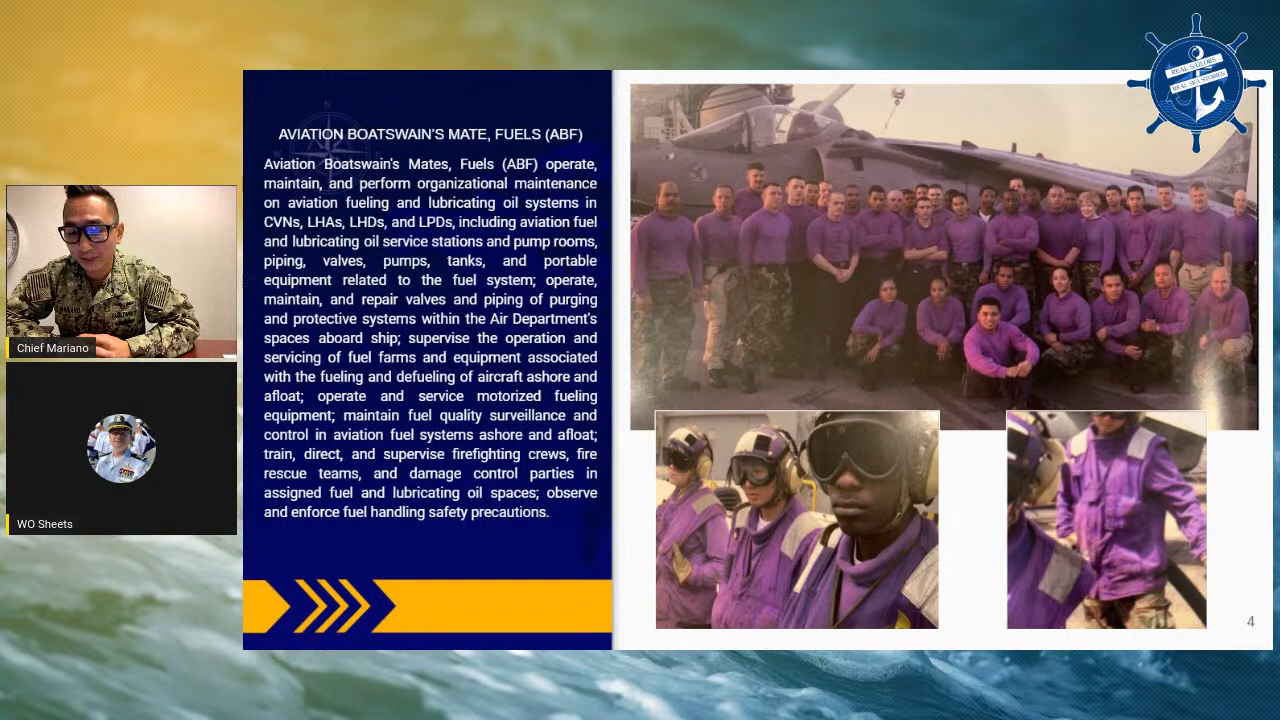 REAL SAILORS
REAL SEA STORIES
AVIATION BOATSWAIN'S MATE, FUELS (ABF)
Aviation Boatswain's Mates, Fuels (ABF) operate,
maintain, and perform organizational maintenance
on aviation fueling and lubricating oil systems in
CVNs, LHAs, LHDs, and LPDs, including aviation fuel
and lubricating oil service stations and pump rooms,
piping, valves, pumps, tanks, and portable
equipment related to the fuel system; operate,
maintain, and repair valves and piping of purging
and protective systems within the Air Department's
spaces aboard ship; supervise the operation and
servicing of fuel farms and equipment associated
with the fueling and defueling of aircraft ashore and
afloat; operate and service motorized fueling
equipment; maintain fuel quality surveillance and
control in aviation fuel systems ashore and afloat;
train, direct, and supervise firefighting crews, fire
rescue teams, and damage control parties in
assigned fuel and lubricating oil spaces; observe
and enforce fuel handling safety precautions.
Chief Mariano
WO Sheets
4